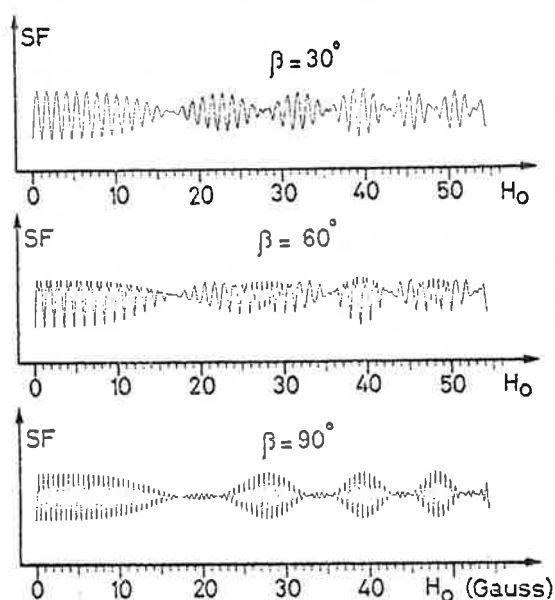 SF
β = 30°
0 10 20 30 40 50 H₀
SF
β = 60°
0 10 20 30 40 50 H₀
SF
β = 90°
0 10 20 30 40 H₀ (Gauss)